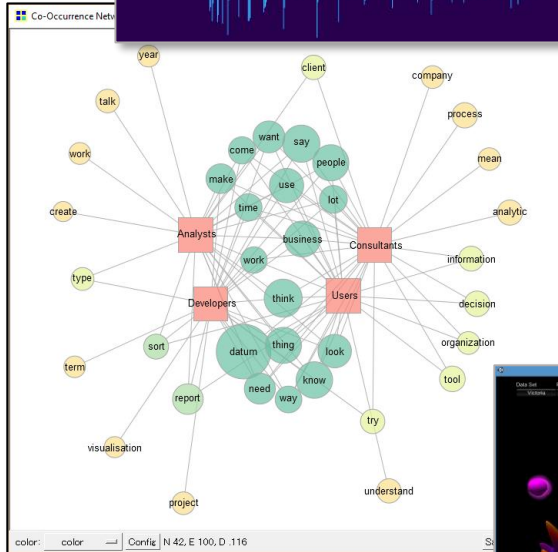 Co-Occurrence Netw
year
client
company
talk
process
want
say
come
people
work
mean
make
use
lot
time
create
analytic
Analysts
business
Consultants
work
information
type
think
Users
decision
Developers
sort
datum
thing
look
organization
term
need
know
tool
report
way
try
visualisation
understand
project
Data Set
Victoria
color: color Config N 42, E 100, D .116